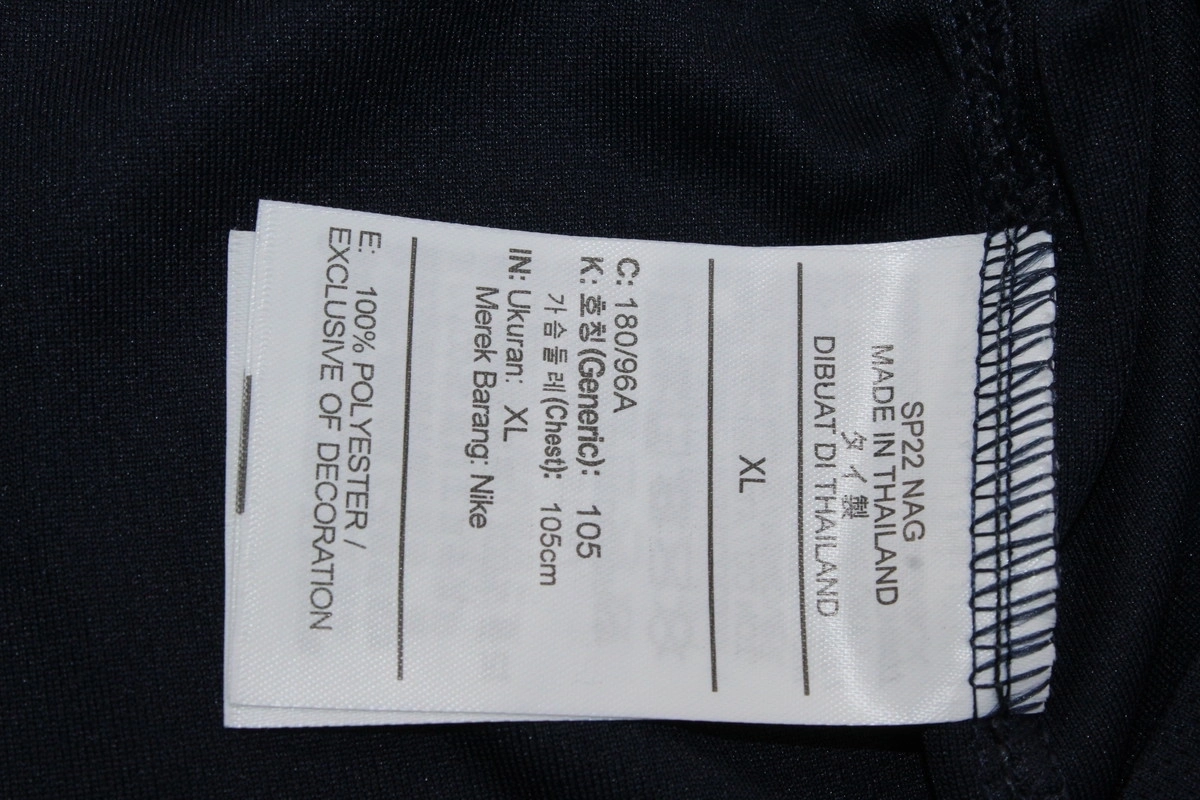 SP22 NAG
MADE IN THAILAND
タイ製
DIBUAT DI THAILAND
XL
C: 180/96A
K: 호칭(Generic): 105
가슴둘레(Chest): 105cm
IN: Ukuran: XL
Merek Barang: Nike
E: 100% POLYESTER /
EXCLUSIVE OF DECORATION